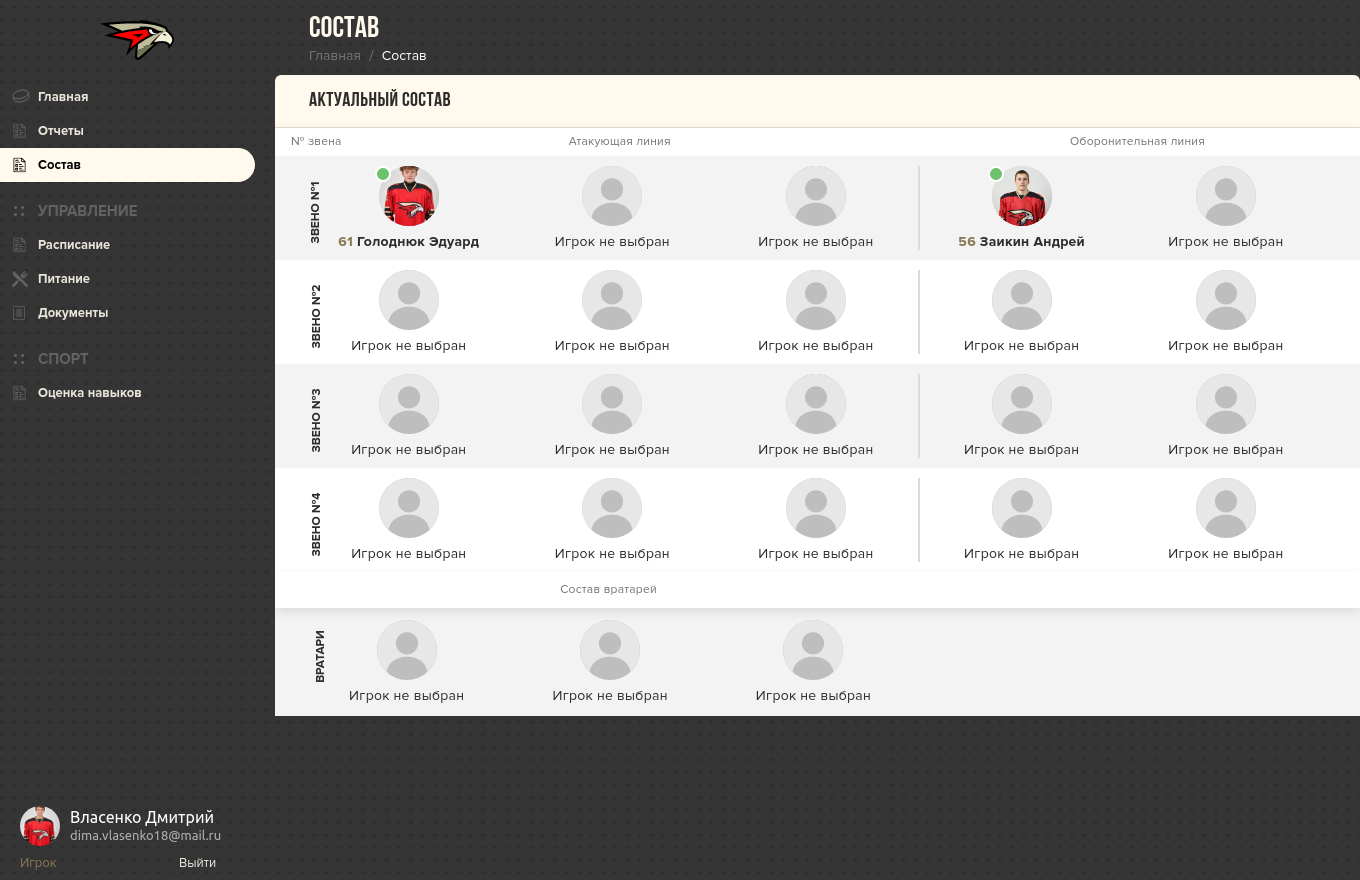 СОСТАВ
Главная / Состав
Главная
Отчеты
Состав
УПРАВЛЕНИЕ
Расписание
Питание
Документы
СПОРТ
Оценка навыков
АКТУАЛЬНЫЙ СОСТАВ
№ звена Атакующая линия Оборонительная линия
ЗВЕНО №1
61 Голоднюк Эдуард Игрок не выбран Игрок не выбран 56 Заикин Андрей Игрок не выбран
ЗВЕНО №2
Игрок не выбран Игрок не выбран Игрок не выбран Игрок не выбран Игрок не выбран
ЗВЕНО №3
Игрок не выбран Игрок не выбран Игрок не выбран Игрок не выбран Игрок не выбран
ЗВЕНО №4
Игрок не выбран Игрок не выбран Игрок не выбран Игрок не выбран Игрок не выбран
Состав вратарей
ВРАТАРИ
Игрок не выбран Игрок не выбран Игрок не выбран
Власенко Дмитрий
dima.vlasenko18@mail.ru
Игрок Выйти